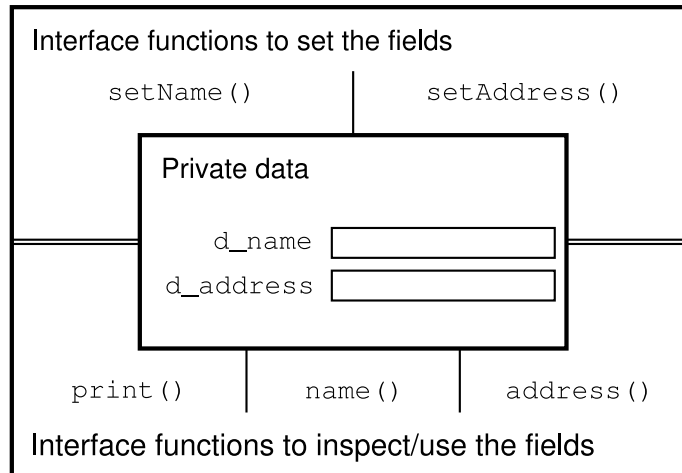 Interface functions to set the fields
setName() setAddress()
Private data
d_name
d_address
print() name() address()
Interface functions to inspect/use the fields